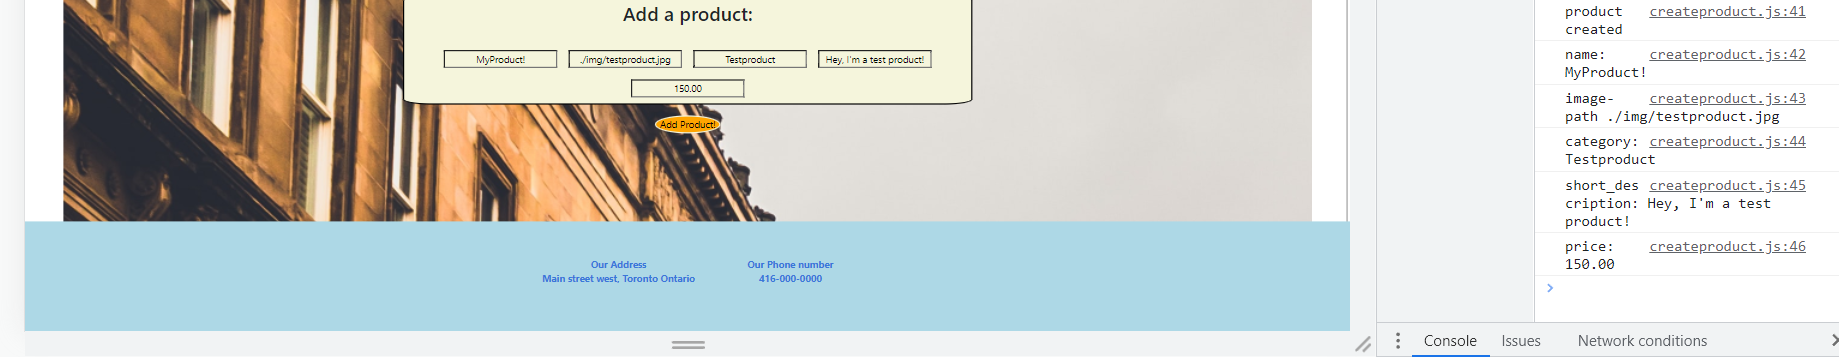 Add a product:
MyProduct! ./img/testproduct.jpg Testproduct Hey, I'm a test product!
150.00
Add Product!
Our Address
Main street west, Toronto Ontario
Our Phone number
416-000-0000
product createproduct.js:41
created
name: createproduct.js:42
MyProduct!
image- createproduct.js:43
path ./img/testproduct.jpg
category: createproduct.js:44
Testproduct
short_des createproduct.js:45
cription: Hey, I'm a test
product!
price: createproduct.js:46
150.00
Console Issues Network conditions